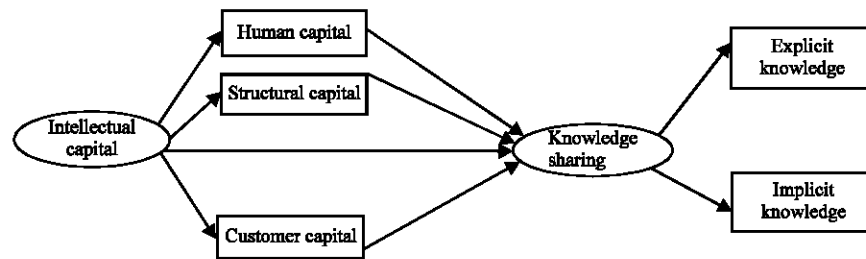 Human capital
Structural capital
Intellectual
capital
Customer capital
Knowledge
sharing
Explicit
knowledge
Implicit
knowledge